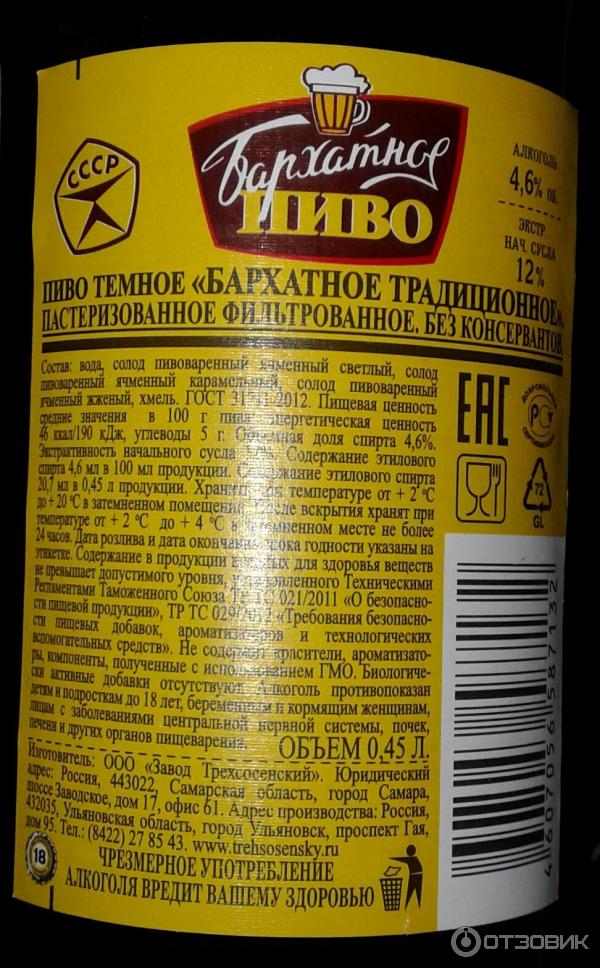 СССР
Бархатное
ПИВО
АЛКОГОЛЬ
4,6% ОБ.
ЭКСТР.
НАЧ. СУСЛА
12%
ПИВО ТЕМНОЕ «БАРХАТНОЕ ТРАДИЦИОННОЕ».
ПАСТЕРИЗОВАННОЕ ФИЛЬТРОВАННОЕ. БЕЗ КОНСЕРВАНТОВ.
Состав: вода, солод пивоваренный ячменный светлый, солод
пивоваренный ячменный карамельный, солод пивоваренный
ячменный жженый, хмель. ГОСТ 2012. Пищевая ценность
средние значения в 100 г пива: энергетическая ценность
46 ккал/190 кДж, углеводы 5 г. Объемная доля спирта 4,6%.
Экстрактивность начального сусла 12%. Содержание этилового
спирта 4,6 мл в 100 мл продукции. Содержание этилового спирта
20,7 мл в 0,45 л продукции. Хранить при температуре от + 2 °С
до + 20 °С в затемненном помещении. После вскрытия хранят при
температуре от + 2 °С до + 4 °С в затемненном месте не более
24 часов. Дата розлива и дата окончания срока годности указаны на
этикетке. Содержание в продукции вредных для здоровья веществ
не превышает допустимого уровня, установленного Техническими
Регламентами Таможенного Союза ТР ТС 021/2011 «О безопасно-
сти пищевой продукции», ТР ТС 029/2012 «Требования безопасно-
сти пищевых добавок, ароматизаторов и технологических
вспомогательных средств». Не содержит красители, ароматизато-
ры, компоненты, полученные с использованием ГМО. Биологиче-
ски активные добавки отсутствуют. Алкоголь противопоказан
детям и подросткам до 18 лет, беременным и кормящим женщинам,
лицам с заболеваниями центральной нервной системы, почек,
печени и других органов пищеварения.
ОБЪЕМ 0,45 Л.
ЕАС
ДОБРОВОЛЬНАЯ
РСТ
72
GL
Изготовитель: ООО «Завод Трехсосенский». Юридический
адрес: Россия, 443022, Самарская область, город Самара,
шоссе Заводское, дом 17, офис 61. Адрес производства: Россия,
432035, Ульяновская область, город Ульяновск, проспект Гая,
дом 95. Тел.: (8422) 27 85 43. www.trehsosensky.ru
18
ЧРЕЗМЕРНОЕ УПОТРЕБЛЕНИЕ
АЛКОГОЛЯ ВРЕДИТ ВАШЕМУ ЗДОРОВЬЮ
4 607056 587132
ОТЗОВИК